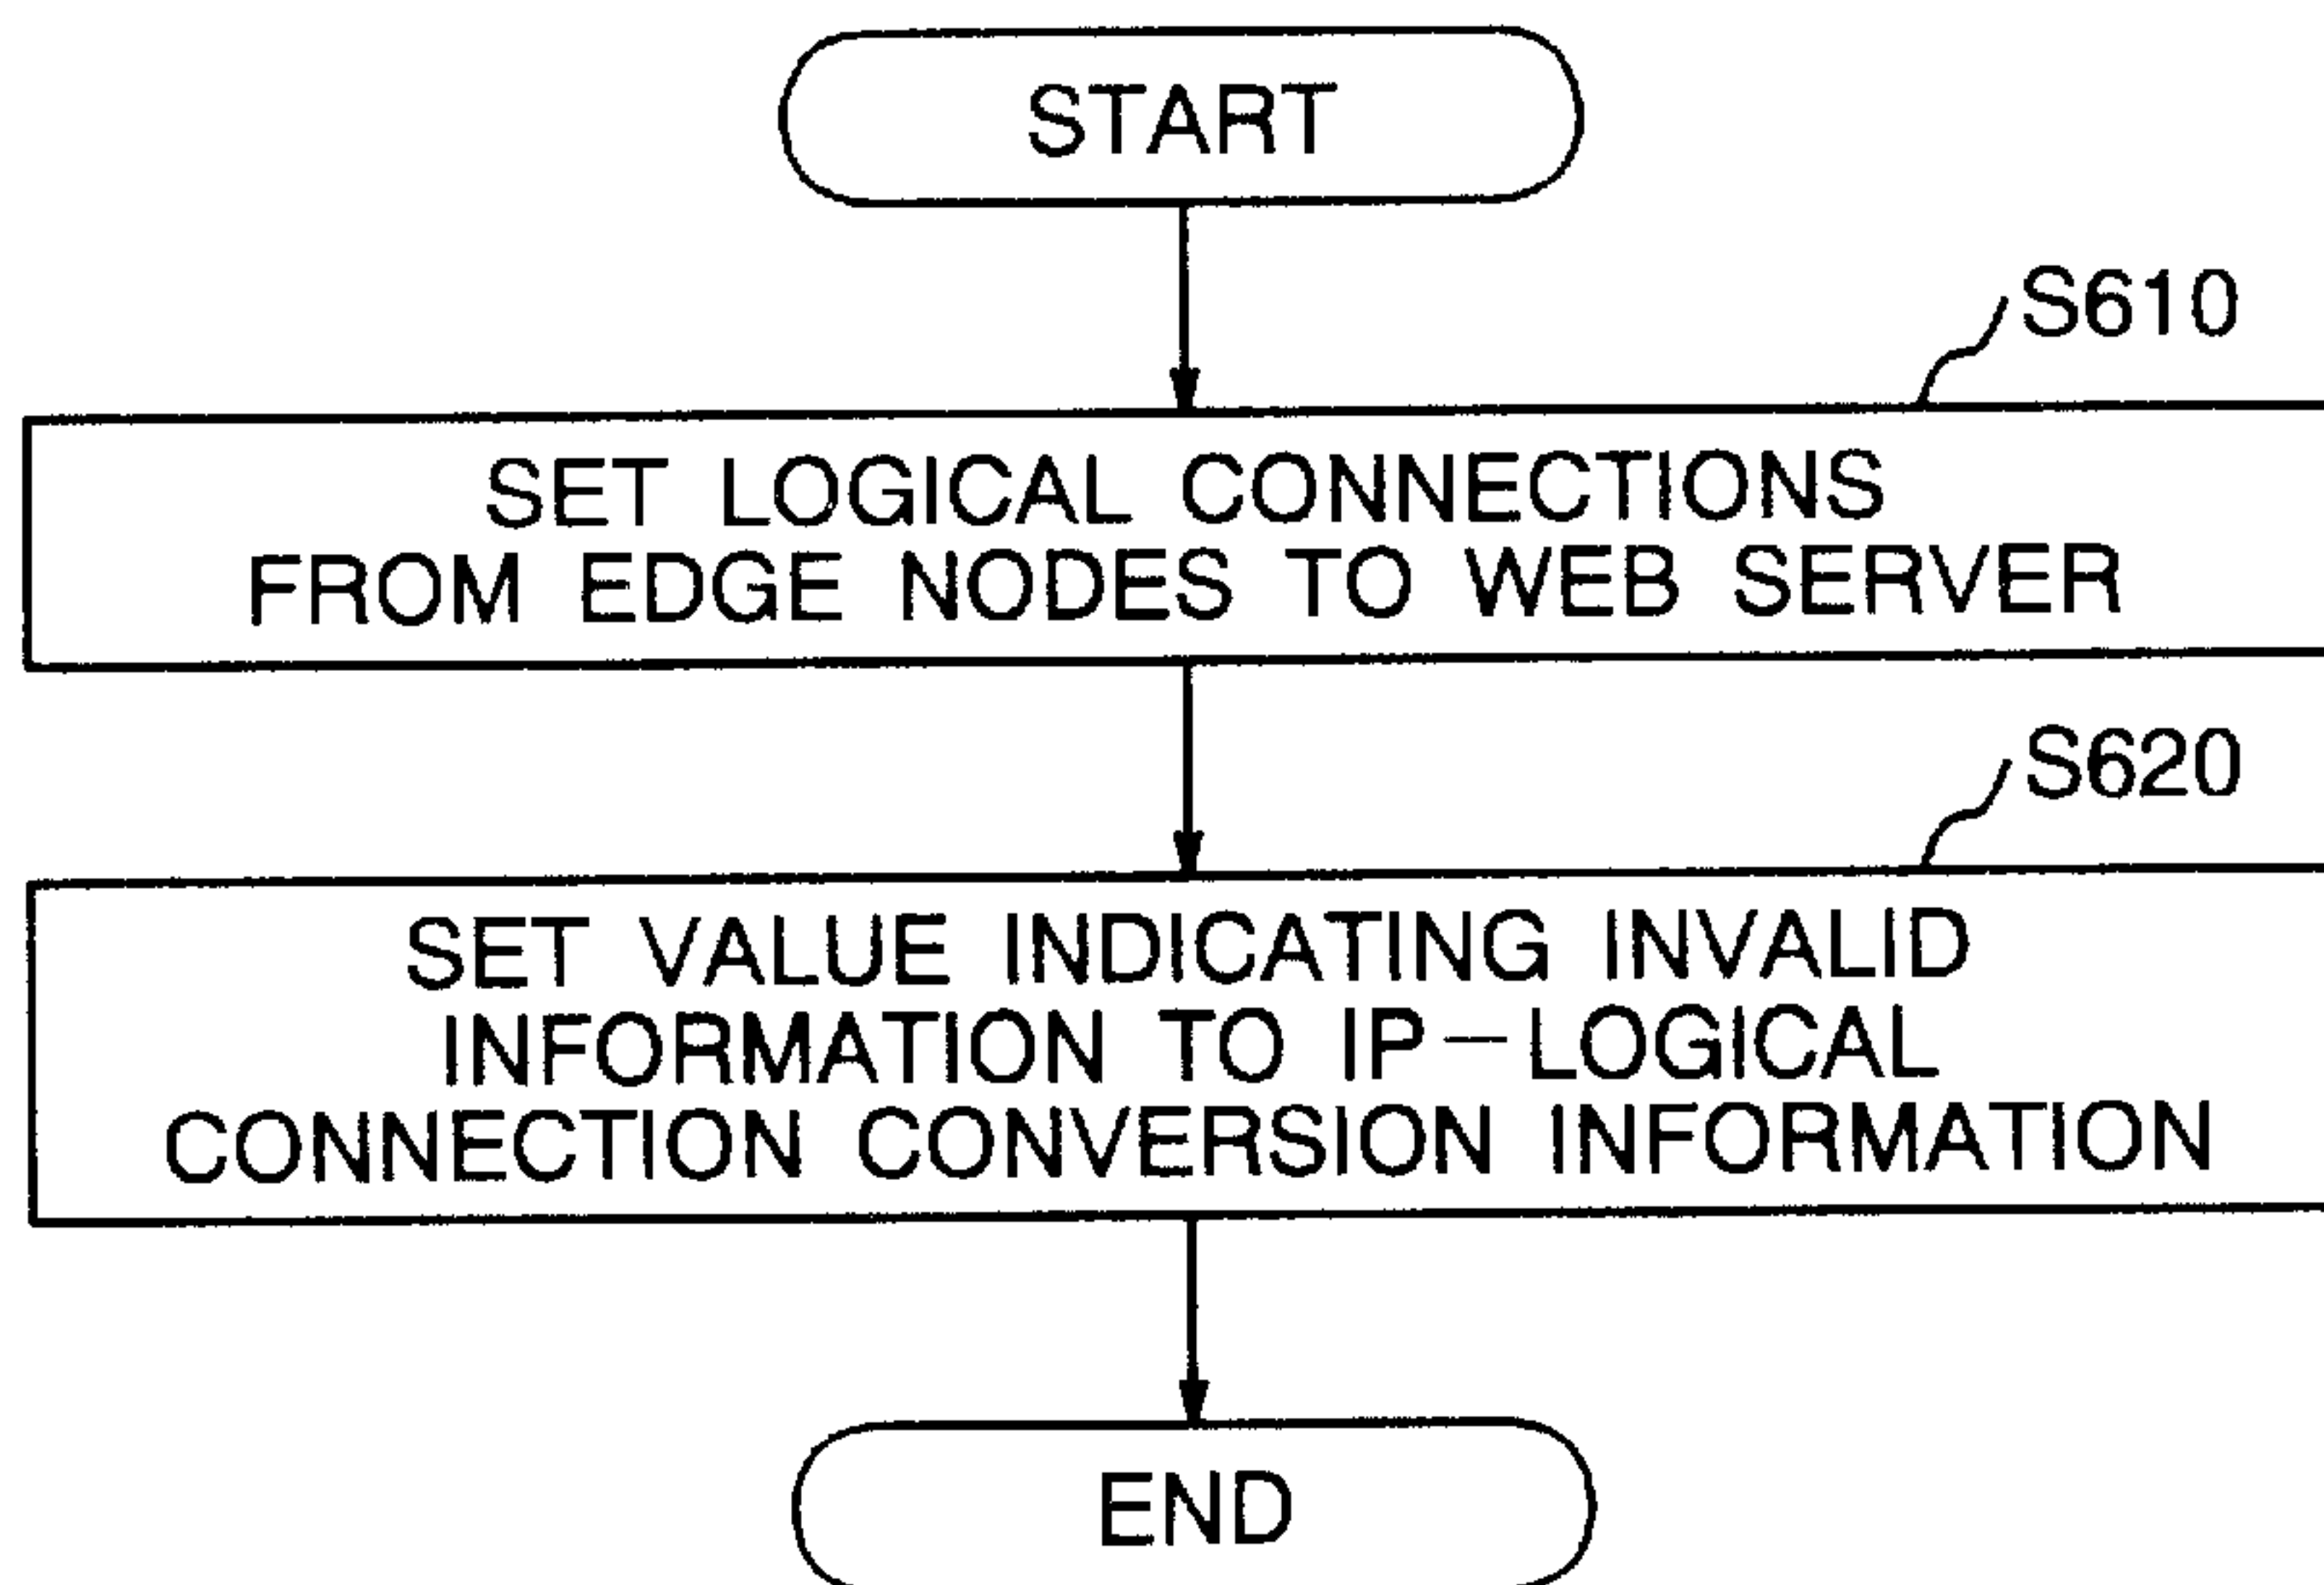 START
S610
SET LOGICAL CONNECTIONS
FROM EDGE NODES TO WEB SERVER
S620
SET VALUE INDICATING INVALID
INFORMATION TO IP-LOGICAL
CONNECTION CONVERSION INFORMATION
END